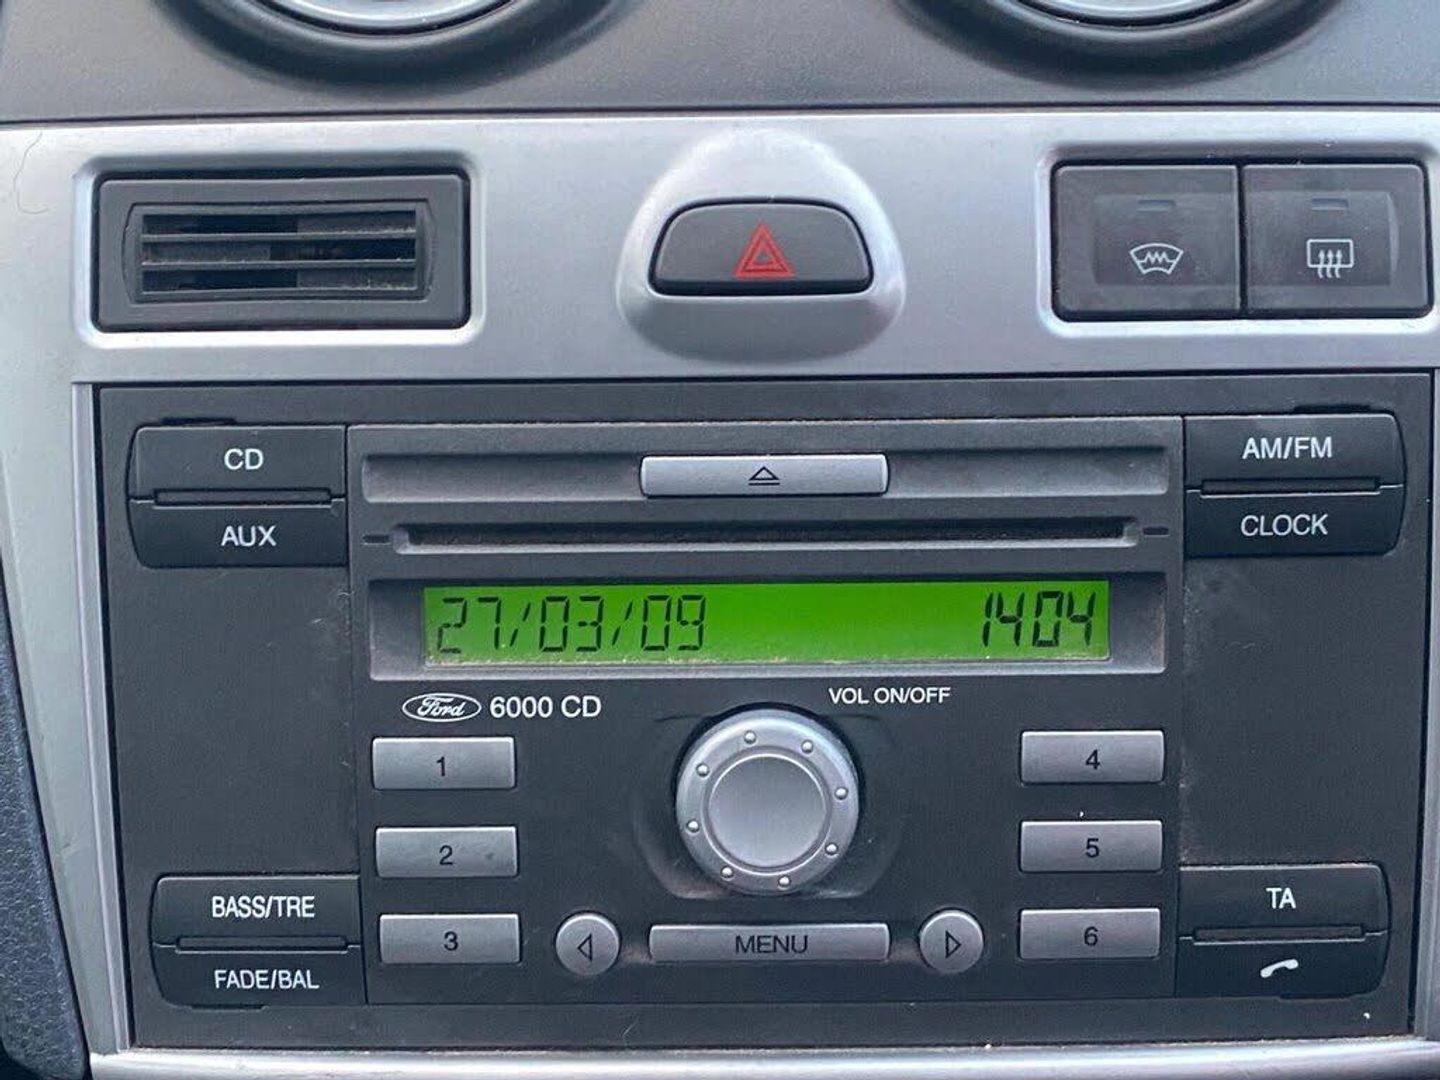 CD
AUX
AM/FM
CLOCK
27/03/09 1404
Ford 6000 CD
VOL ON/OFF
1
2
3
4
5
6
BASS/TRE
FADE/BAL
MENU
TA